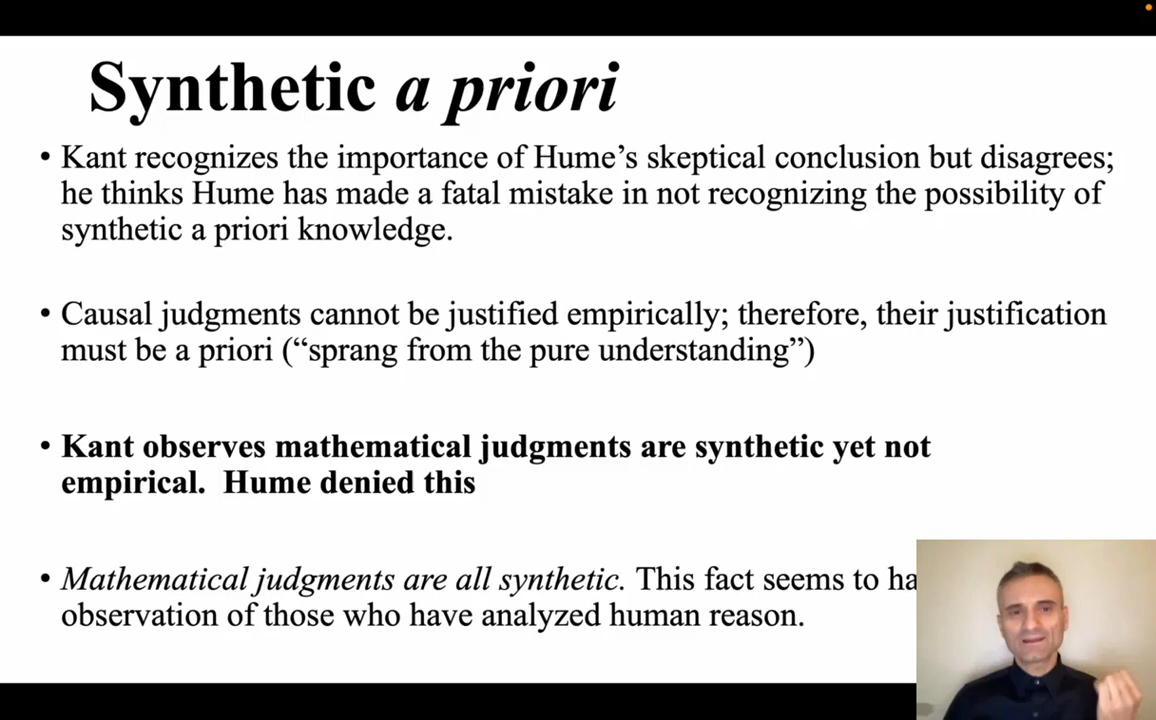 Synthetic a priori
• Kant recognizes the importance of Hume’s skeptical conclusion but disagrees;
he thinks Hume has made a fatal mistake in not recognizing the possibility of
synthetic a priori knowledge.
• Causal judgments cannot be justified empirically; therefore, their justification
must be a priori (“sprang from the pure understanding”)
• Kant observes mathematical judgments are synthetic yet not
empirical.  Hume denied this
• Mathematical judgments are all synthetic. This fact seems to
observation of those who have analyzed human reason.